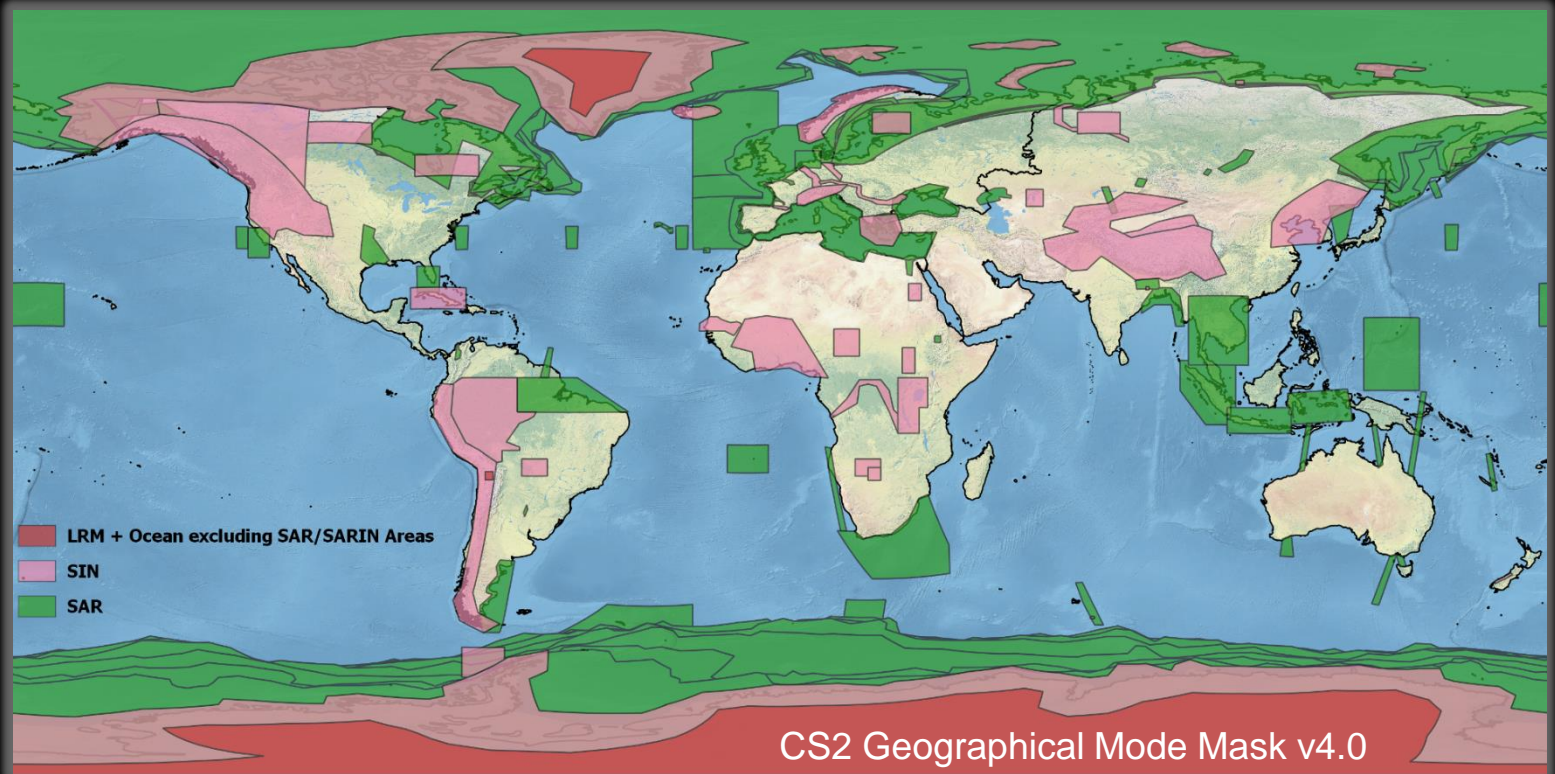 LRM + Ocean excluding SAR/SARIN Areas
SIN
SAR
CS2 Geographical Mode Mask v4.0